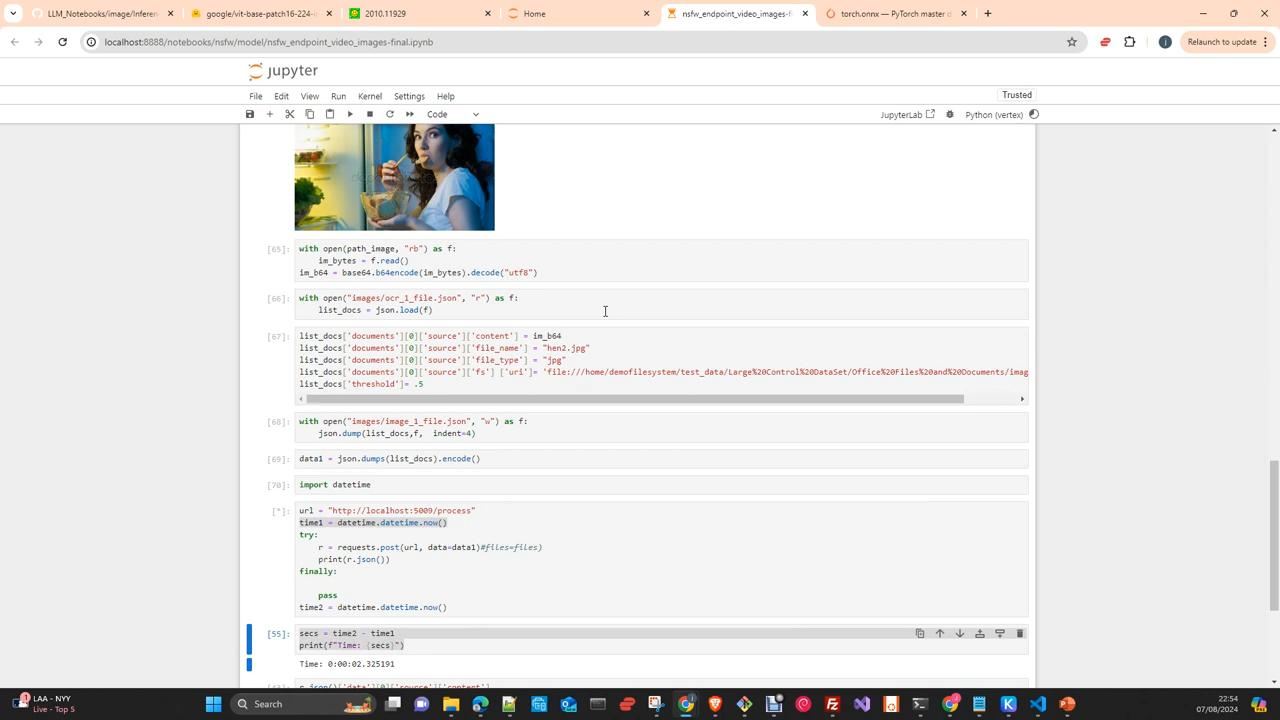 LLM_Notebooks/image/Inferen
google/vit-base-patch16-224-i
2010.11929
Home
nsfw_endpoint_video_images-fi
torch.onnx — PyTorch master d
localhost:8888/notebooks/nsfw/model/nsfw_endpoint_video_images-final.ipynb
Relaunch to update
jupyter
File Edit View Run Kernel Settings Help
Trusted
Code
JupyterLab
Python (vertex)
[65]:
with open(path_image, "rb") as f:
im_bytes = f.read()
im_b64 = base64.b64encode(im_bytes).decode("utf8")
[66]:
with open("images/ocr_1_file.json", "r") as f:
list_docs = json.load(f)
[67]:
list_docs['documents'][0]['source']['content'] = im_b64
list_docs['documents'][0]['source']['file_name'] = "hen2.jpg"
list_docs['documents'][0]['source']['file_type'] = "jpg"
list_docs['documents'][0]['source']['fs'] ['uri']= 'file:///home/demofilesystem/test_data/Large%20Control%20DataSet/Office%20Files%20and%20Documents/imag
list_docs['threshold']= .5
[68]:
with open("images/image_1_file.json", "w") as f:
json.dump(list_docs,f, indent=4)
[69]:
data1 = json.dumps(list_docs).encode()
[70]:
import datetime
[*]:
url = "http://localhost:5009/process"
time1 = datetime.datetime.now()
try:
r = requests.post(url, data=data1)#files=files)
print(r.json())
finally:
pass
time2 = datetime.datetime.now()
[55]:
secs = time2 - time1
print(f"Time: {secs}")
Time: 0:00:02.325191
r.json()['data'][0]['source']['content']
LAA - NYY
Live - Top 5
Search
22:54
07/08/2024